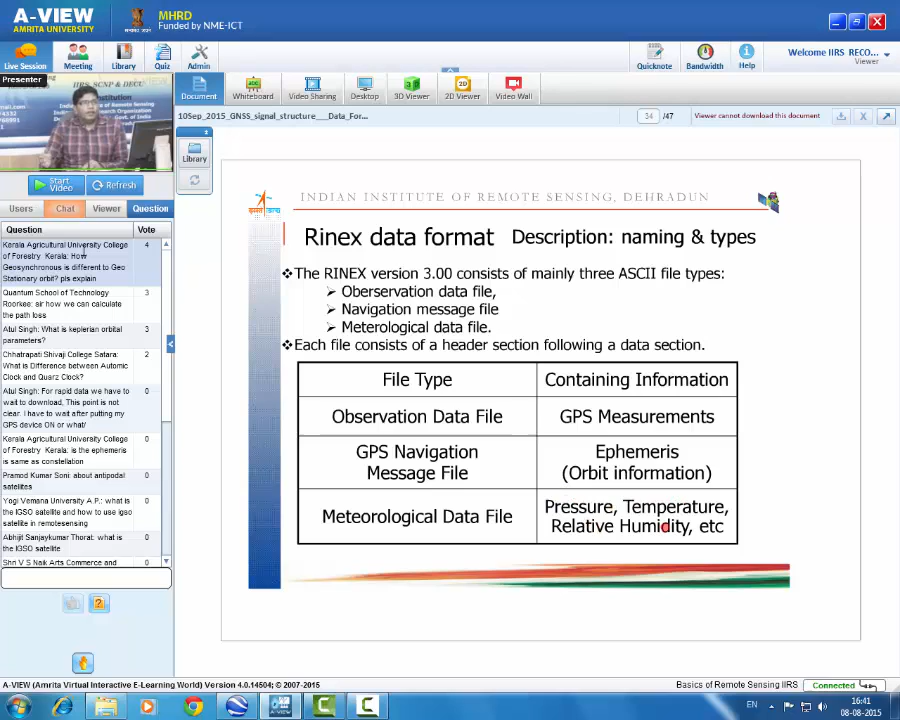 A-VIEW
AMRITA UNIVERSITY
MHRD
Funded by NME-ICT
Live Session
Meeting
Library
Quiz
Admin
Quicknote
Bandwidth
Help
Welcome IIRS RECO...
Viewer
Presenter
IIRS, SCNP & DECU
Document
Whiteboard
Video Sharing
Desktop
3D Viewer
2D Viewer
Video Wall
10Sep_2015_GNSS_signal_structure___Data_For...
34 /47
Viewer cannot download this document
Library
Start Video
Refresh
Users
Chat
Viewer
Question
Question
Vote
Kerala Agricultural University College 4
of Forestry Kerala: How
Geosynchronous is different to Geo
Stationary orbit? pls explain
Quantum School of Technology 3
Roorkee: sir how we can calculate
the path loss
Atul Singh: What is keplerian orbital 3
parameters?
Chhatrapati Shivaji College Satara: 2
What is Difference between Automic
Clock and Quarz Clock?
Atul Singh: For rapid data we have to 0
wait to download, This point is not
clear. I have to wait after putting my
GPS device ON or what/
Kerala Agricultural University College 0
of Forestry Kerala: is the ephemeris
is same as constellation
Pramod Kumar Soni: about antipodal 0
satellites
Yogi Vemana University A.P.: what is 0
the IGSO satellite and how to use igso
satellite in remotesensing
Abhijit Sanjaykumar Thorat: what is 0
the IGSO satellite
Shri V S Naik Arts Commerce and 0
INDIAN INSTITUTE OF REMOTE SENSING, DEHRADUN
Rinex data format Description: naming & types
❖The RINEX version 3.00 consists of mainly three ASCII file types:
➢ Oberservation data file,
➢ Navigation message file
➢ Meterological data file.
❖Each file consists of a header section following a data section.
File Type
Containing Information
Observation Data File
GPS Measurements
GPS Navigation
Message File
Ephemeris
(Orbit information)
Meteorological Data File
Pressure, Temperature,
Relative Humidity, etc
A-VIEW (Amrita Virtual Interactive E-Learning World) Version 4.0.14504; © 2007-2015
Basics of Remote Sensing IIRS
Connected
EN
16:41
08-08-2015